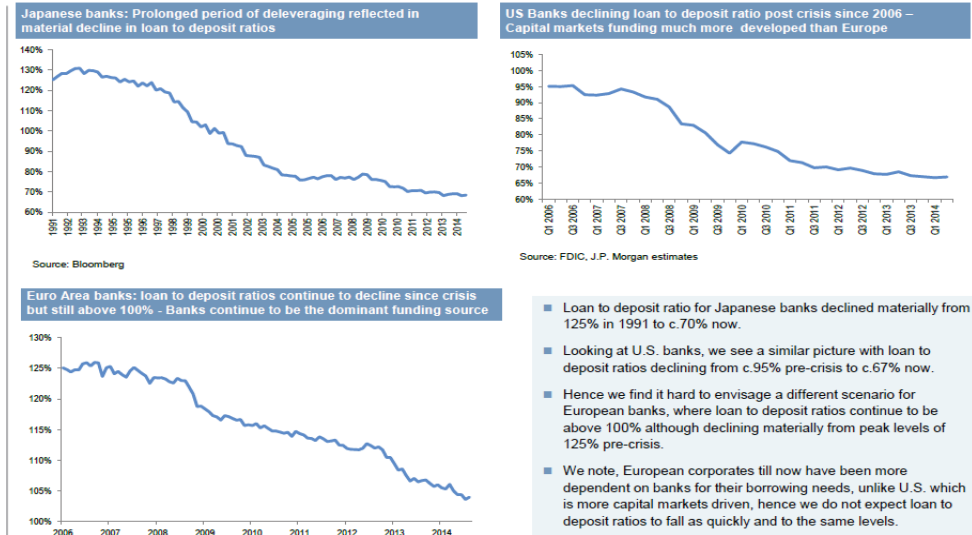 Japanese banks: Prolonged period of deleveraging reflected in
material decline in loan to deposit ratios
140%
130%
120%
110%
100%
90%
80%
70%
60%
1991
1992
1993
1994
1995
1995
1996
1997
1998
1999
2000
2000
2001
2002
2003
2004
2005
2005
2006
2007
2008
2009
2010
2010
2011
2012
2013
2014
Source: Bloomberg
US Banks declining loan to deposit ratio post crisis since 2006 –
Capital markets funding much more developed than Europe
105%
100%
95%
90%
85%
80%
75%
70%
65%
60%
Q1 2006
Q3 2006
Q1 2007
Q3 2007
Q1 2008
Q3 2008
Q1 2009
Q3 2009
Q1 2010
Q3 2010
Q1 2011
Q3 2011
Q1 2012
Q3 2012
Q1 2013
Q3 2013
Q1 2014
Source: FDIC, J.P. Morgan estimates
Euro Area banks: loan to deposit ratios continue to decline since crisis
but still above 100% - Banks continue to be the dominant funding source
130%
125%
120%
115%
110%
105%
100%
2006 2007 2008 2009 2010 2011 2012 2013 2014
Loan to deposit ratio for Japanese banks declined materially from
125% in 1991 to c.70% now.
Looking at U.S. banks, we see a similar picture with loan to
deposit ratios declining from c.95% pre-crisis to c.67% now.
Hence we find it hard to envisage a different scenario for
European banks, where loan to deposit ratios continue to be
above 100% although declining materially from peak levels of
125% pre-crisis.
We note, European corporates till now have been more
dependent on banks for their borrowing needs, unlike U.S. which
is more capital markets driven, hence we do not expect loan to
deposit ratios to fall as quickly and to the same levels.